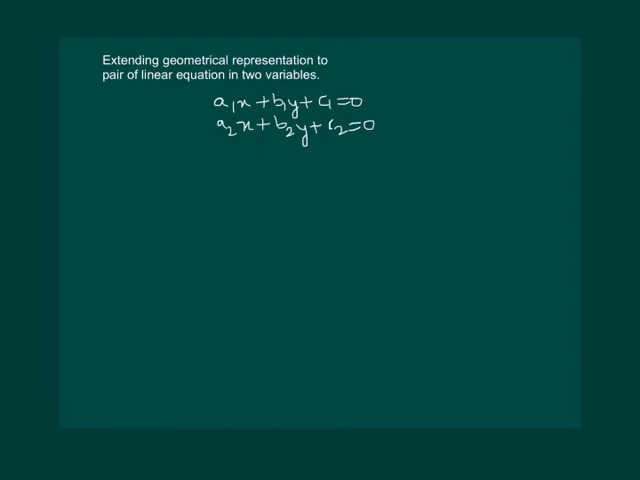 Extending geometrical representation to
pair of linear equation in two variables.
a₁x + b₁y + c₁ = 0
a₂x + b₂y + c₂ = 0